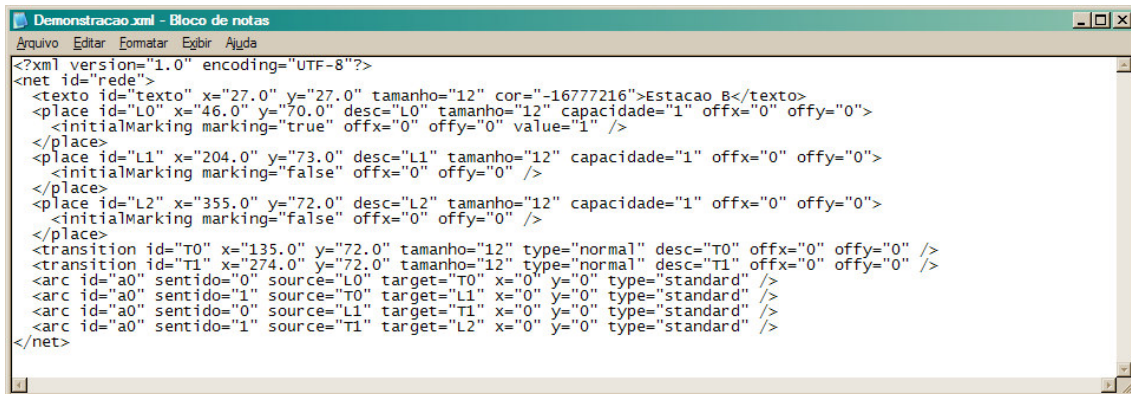 Demonstracao.xml - Bloco de notas
Arquivo Editar Formatar Exibir Ajuda
<?xml version="1.0" encoding="UTF-8"?>
<net id="rede">
<texto id="texto" x="27.0" y="27.0" tamanho="12" cor="-16777216">Estacao B</texto>
<place id="L0" x="46.0" y="70.0" desc="L0" tamanho="12" capacidade="1" offx="0" offy="0">
<initialMarking marking="true" offx="0" offy="0" value="1" />
</place>
<place id="L1" x="204.0" y="73.0" desc="L1" tamanho="12" capacidade="1" offx="0" offy="0">
<initialMarking marking="false" offx="0" offy="0" />
</place>
<place id="L2" x="355.0" y="72.0" desc="L2" tamanho="12" capacidade="1" offx="0" offy="0">
<initialMarking marking="false" offx="0" offy="0" />
</place>
<transition id="T0" x="135.0" y="72.0" tamanho="12" type="normal" desc="T0" offx="0" offy="0" />
<transition id="T1" x="274.0" y="72.0" tamanho="12" type="normal" desc="T1" offx="0" offy="0" />
<arc id="a0" sentido="0" source="L0" target="T0" x="0" y="0" type="standard" />
<arc id="a0" sentido="1" source="T0" target="L1" x="0" y="0" type="standard" />
<arc id="a0" sentido="0" source="L1" target="T1" x="0" y="0" type="standard" />
<arc id="a0" sentido="1" source="T1" target="L2" x="0" y="0" type="standard" />
</net>